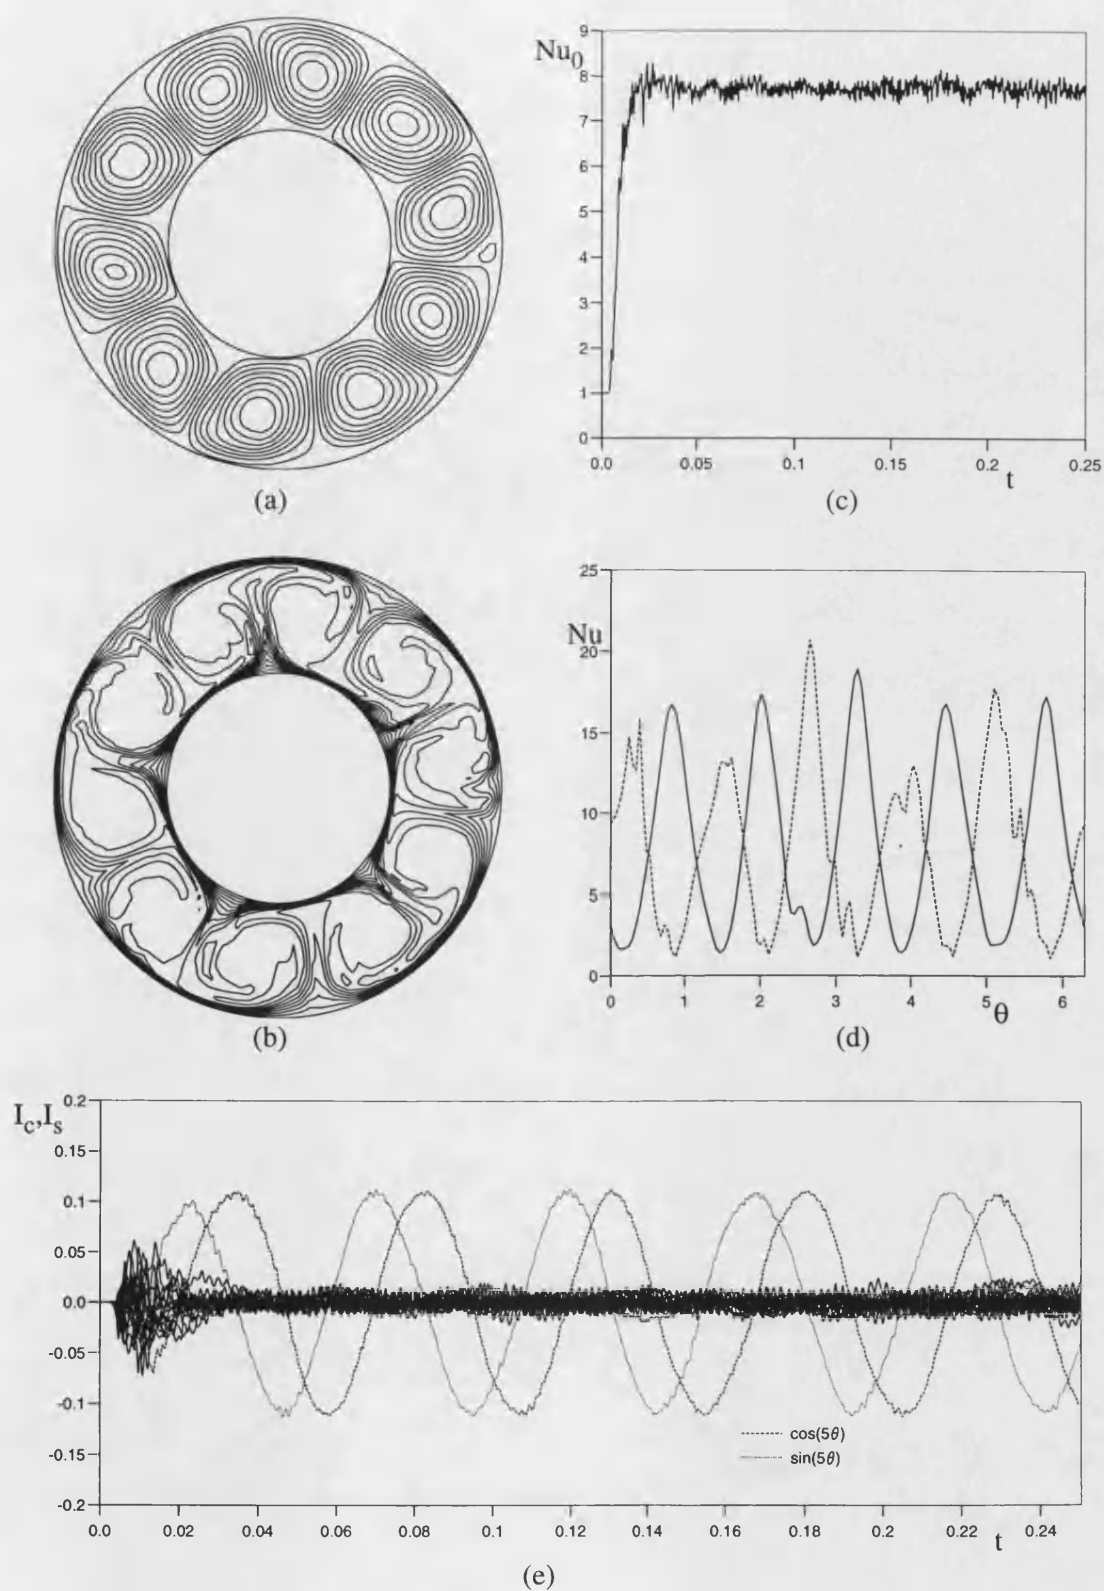 (a)
Nu0
9
8
7
6
5
4
3
2
1
0
0.0 0.05 0.1 0.15 0.2 0.25
t
(c)
(b)
Nu
25
20
15
10
5
0
0 1 2 3 4 5 6
θ
(d)
Ic,Is
0.2
0.15
0.1
0.05
0.0
-0.05
-0.1
-0.15
-0.2
cos(5θ)
sin(5θ)
0.0 0.02 0.04 0.06 0.08 0.1 0.12 0.14 0.16 0.18 0.2 0.22 0.24
t
(e)